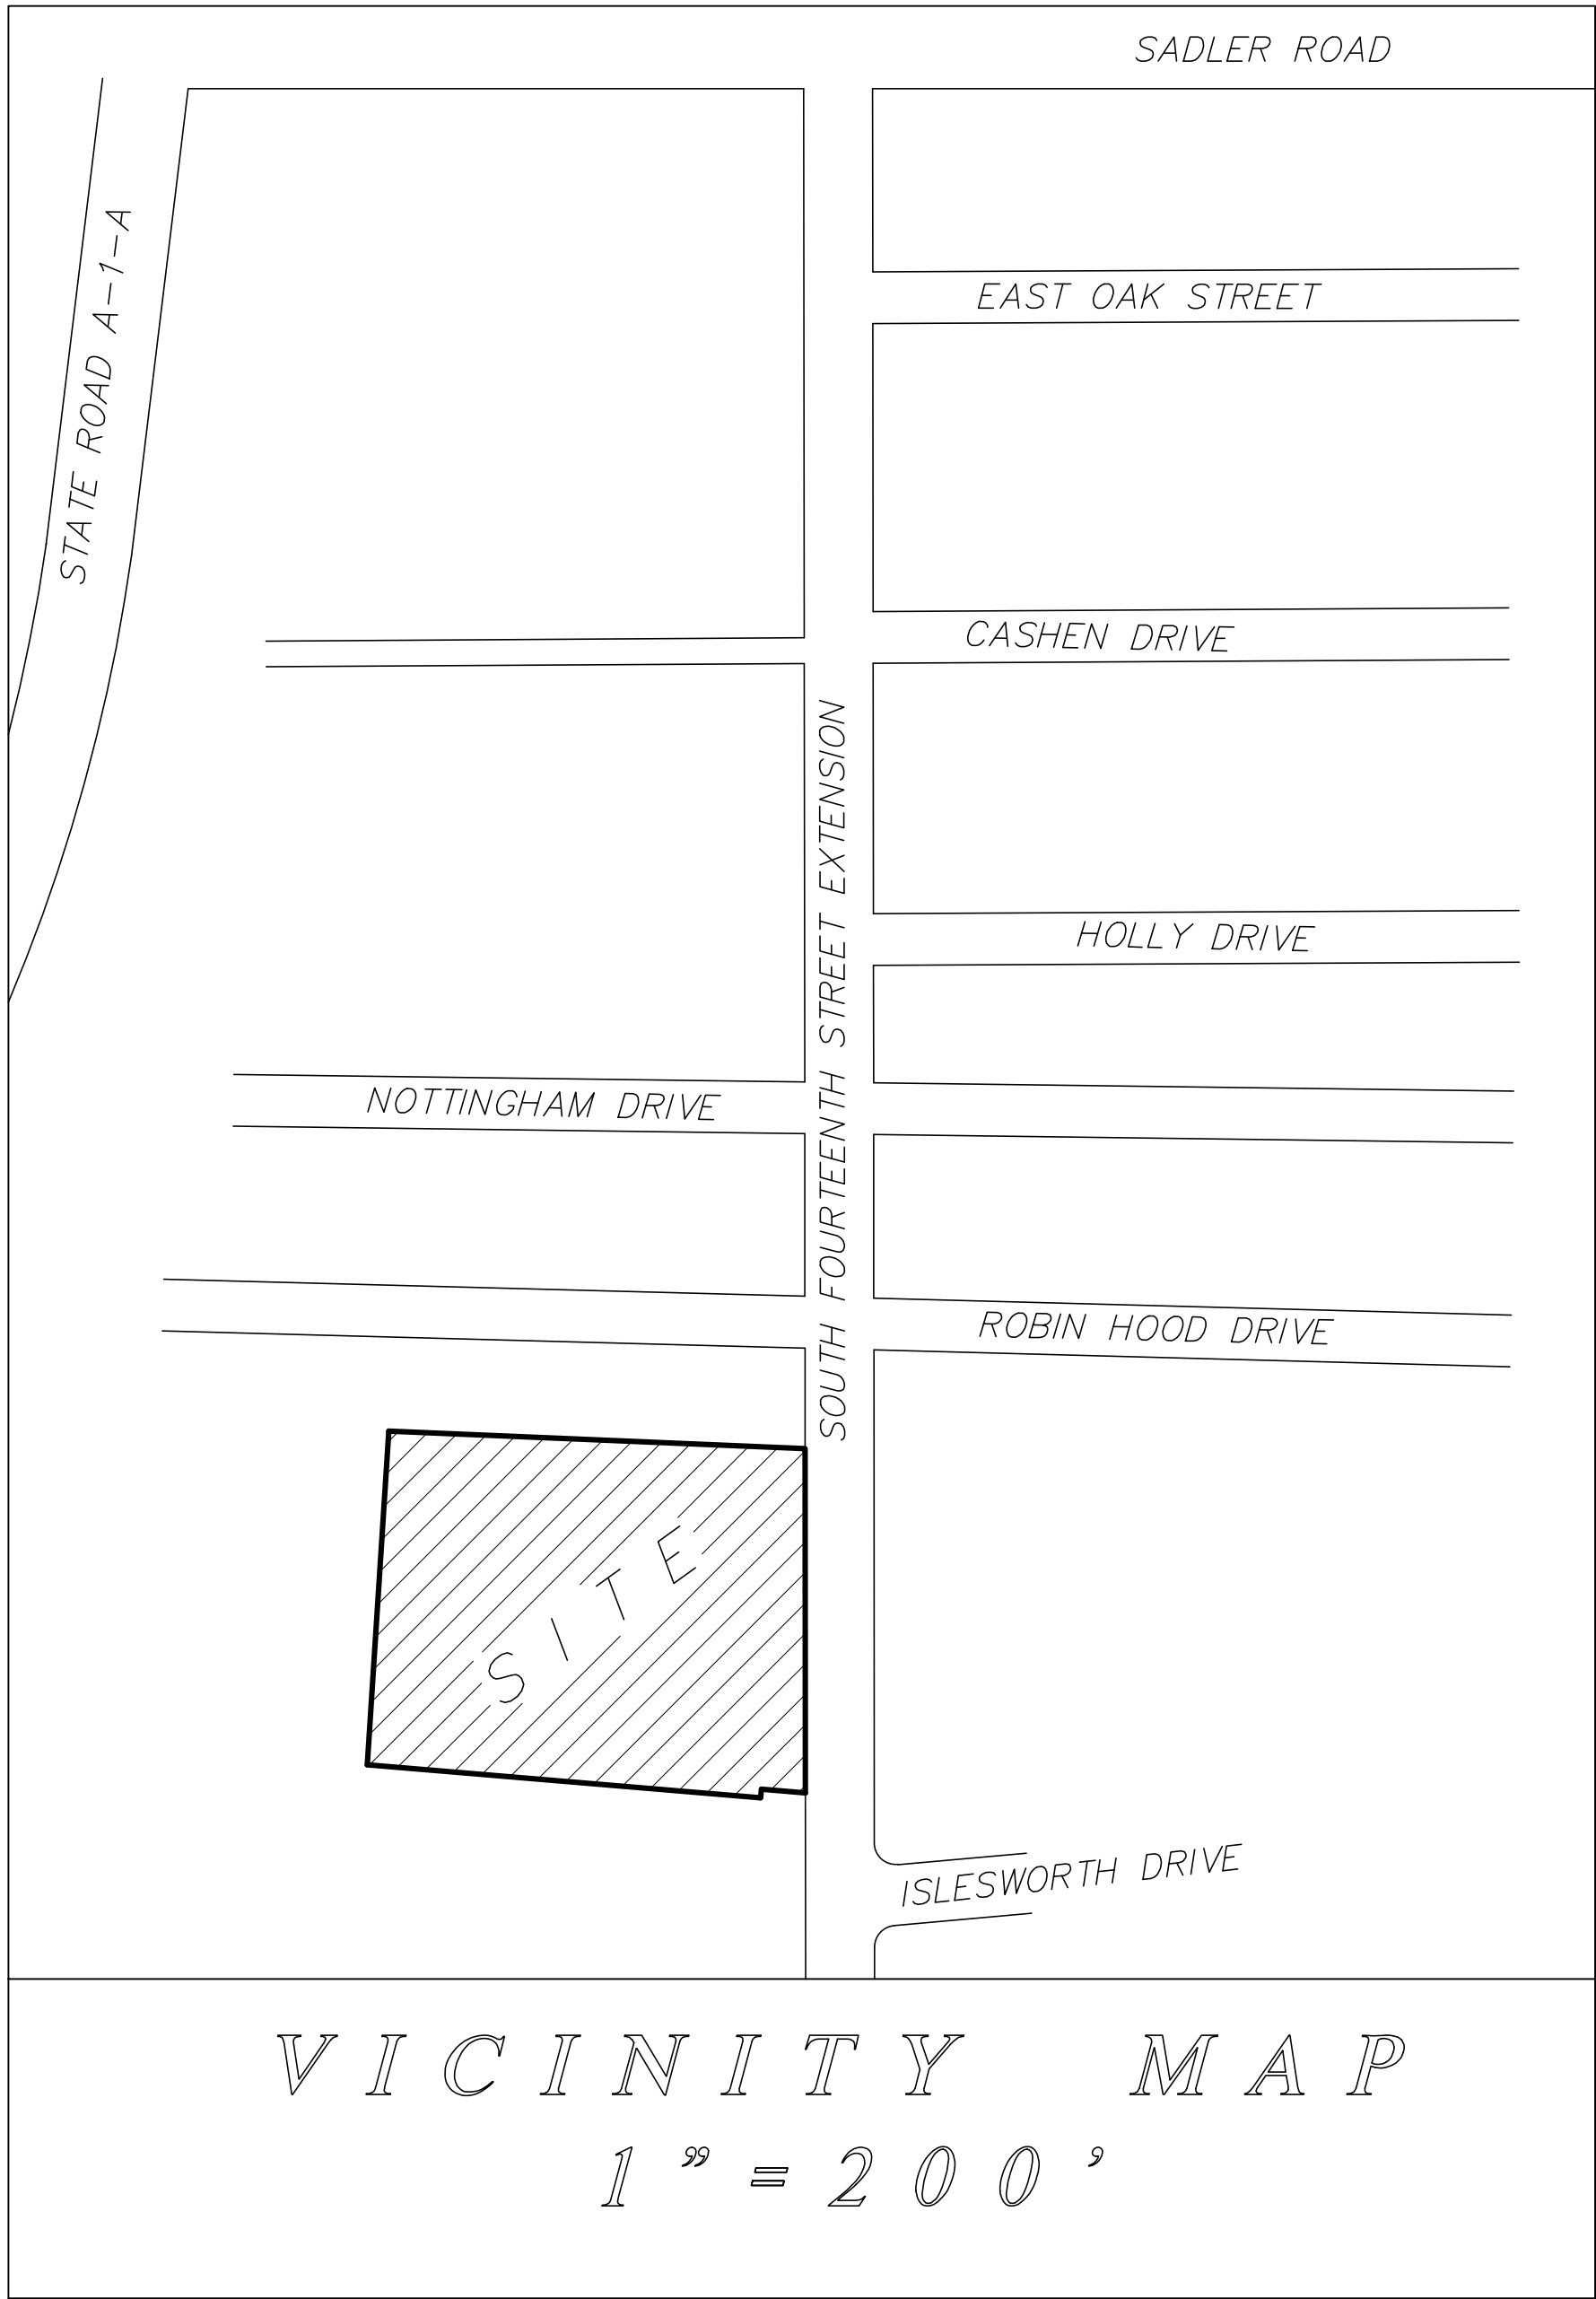 SADLER ROAD
STATE ROAD A-1-A
EAST OAK STREET
CASHEN DRIVE
SOUTH FOURTEENTH STREET EXTENSION
HOLLY DRIVE
NOTTINGHAM DRIVE
ROBIN HOOD DRIVE
SITE
ISLESWORTH DRIVE
VICINITY MAP
1"=200'